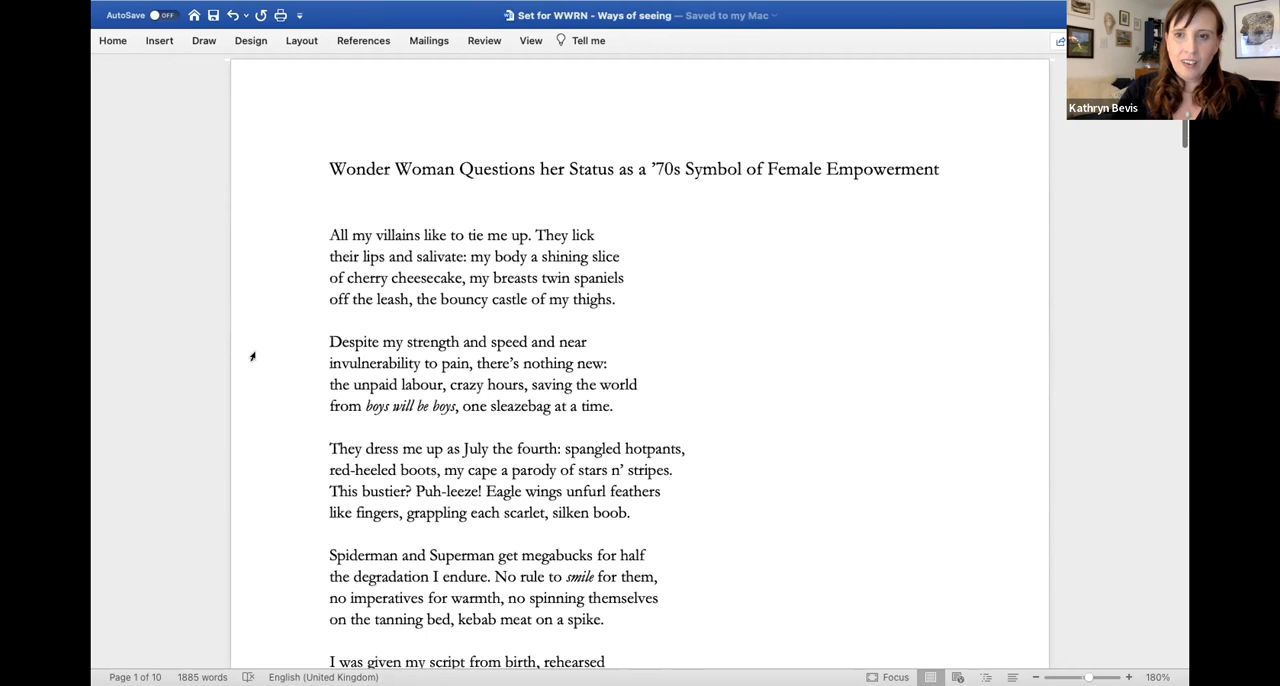 AutoSave OFF
Set for WWRN - Ways of seeing — Saved to my Mac
Home Insert Draw Design Layout References Mailings Review View Tell me
Kathryn Bevis
Wonder Woman Questions her Status as a ’70s Symbol of Female Empowerment
All my villains like to tie me up. They lick
their lips and salivate: my body a shining slice
of cherry cheesecake, my breasts twin spaniels
off the leash, the bouncy castle of my thighs.
Despite my strength and speed and near
invulnerability to pain, there’s nothing new:
the unpaid labour, crazy hours, saving the world
from boys will be boys, one sleazebag at a time.
They dress me up as July the fourth: spangled hotpants,
red-heeled boots, my cape a parody of stars n’ stripes.
This bustier? Puh-leeze! Eagle wings unfurl feathers
like fingers, grappling each scarlet, silken boob.
Spiderman and Superman get megabucks for half
the degradation I endure. No rule to smile for them,
no imperatives for warmth, no spinning themselves
on the tanning bed, kebab meat on a spike.
I was given my script from birth, rehearsed
Page 1 of 10 1885 words English (United Kingdom) Focus 180%